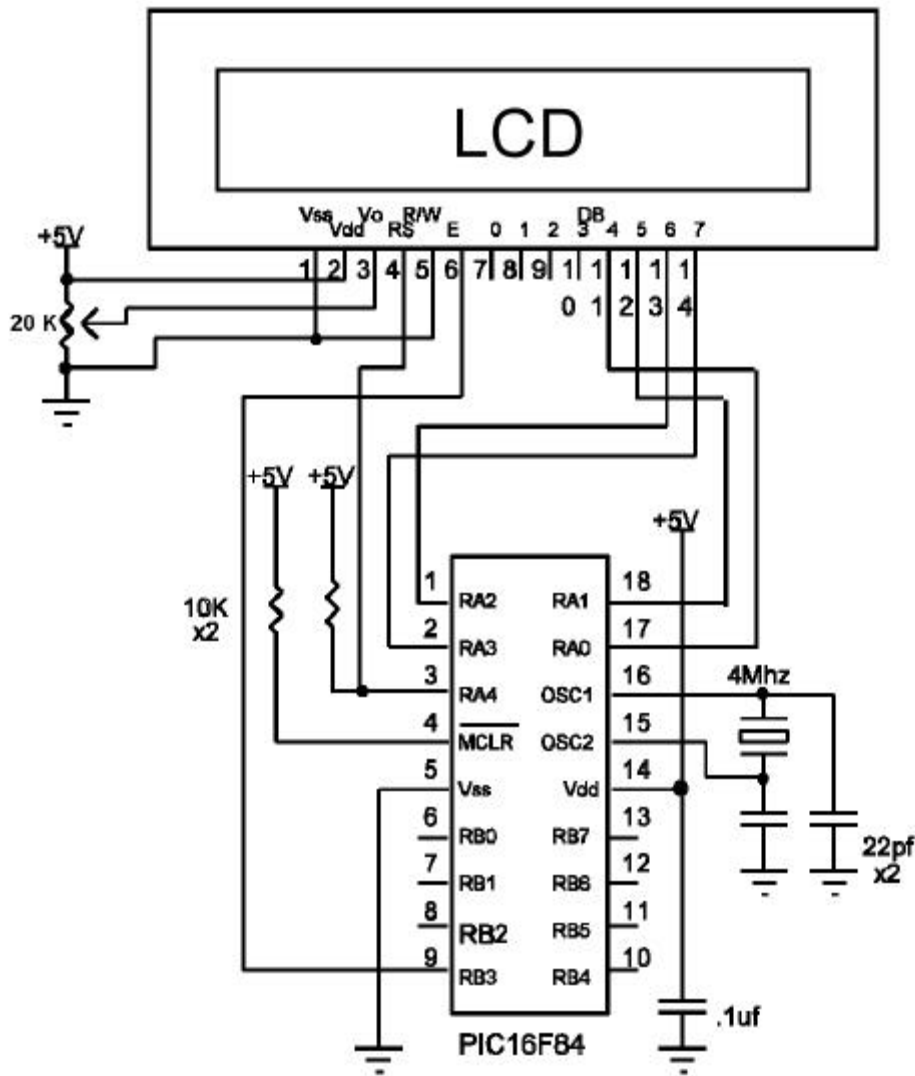 LCD
Vss Vdd Vo RS R/W E 0 1 2 3 DB 4 5 6 7
1 2 3 4 5 6 7 8 9 1 1 1 1 1
0 1 2 3 4
+5V
20 K
+5V +5V
+5V
10K
x2
1 RA2 RA1 18
2 RA3 RA0 17
3 RA4 OSC1 16
4 MCLR OSC2 15
5 Vss Vdd 14
6 RB0 RB7 13
7 RB1 RB6 12
8 RB2 RB5 11
9 RB3 RB4 10
4Mhz
22pf
x2
.1uf
PIC16F84